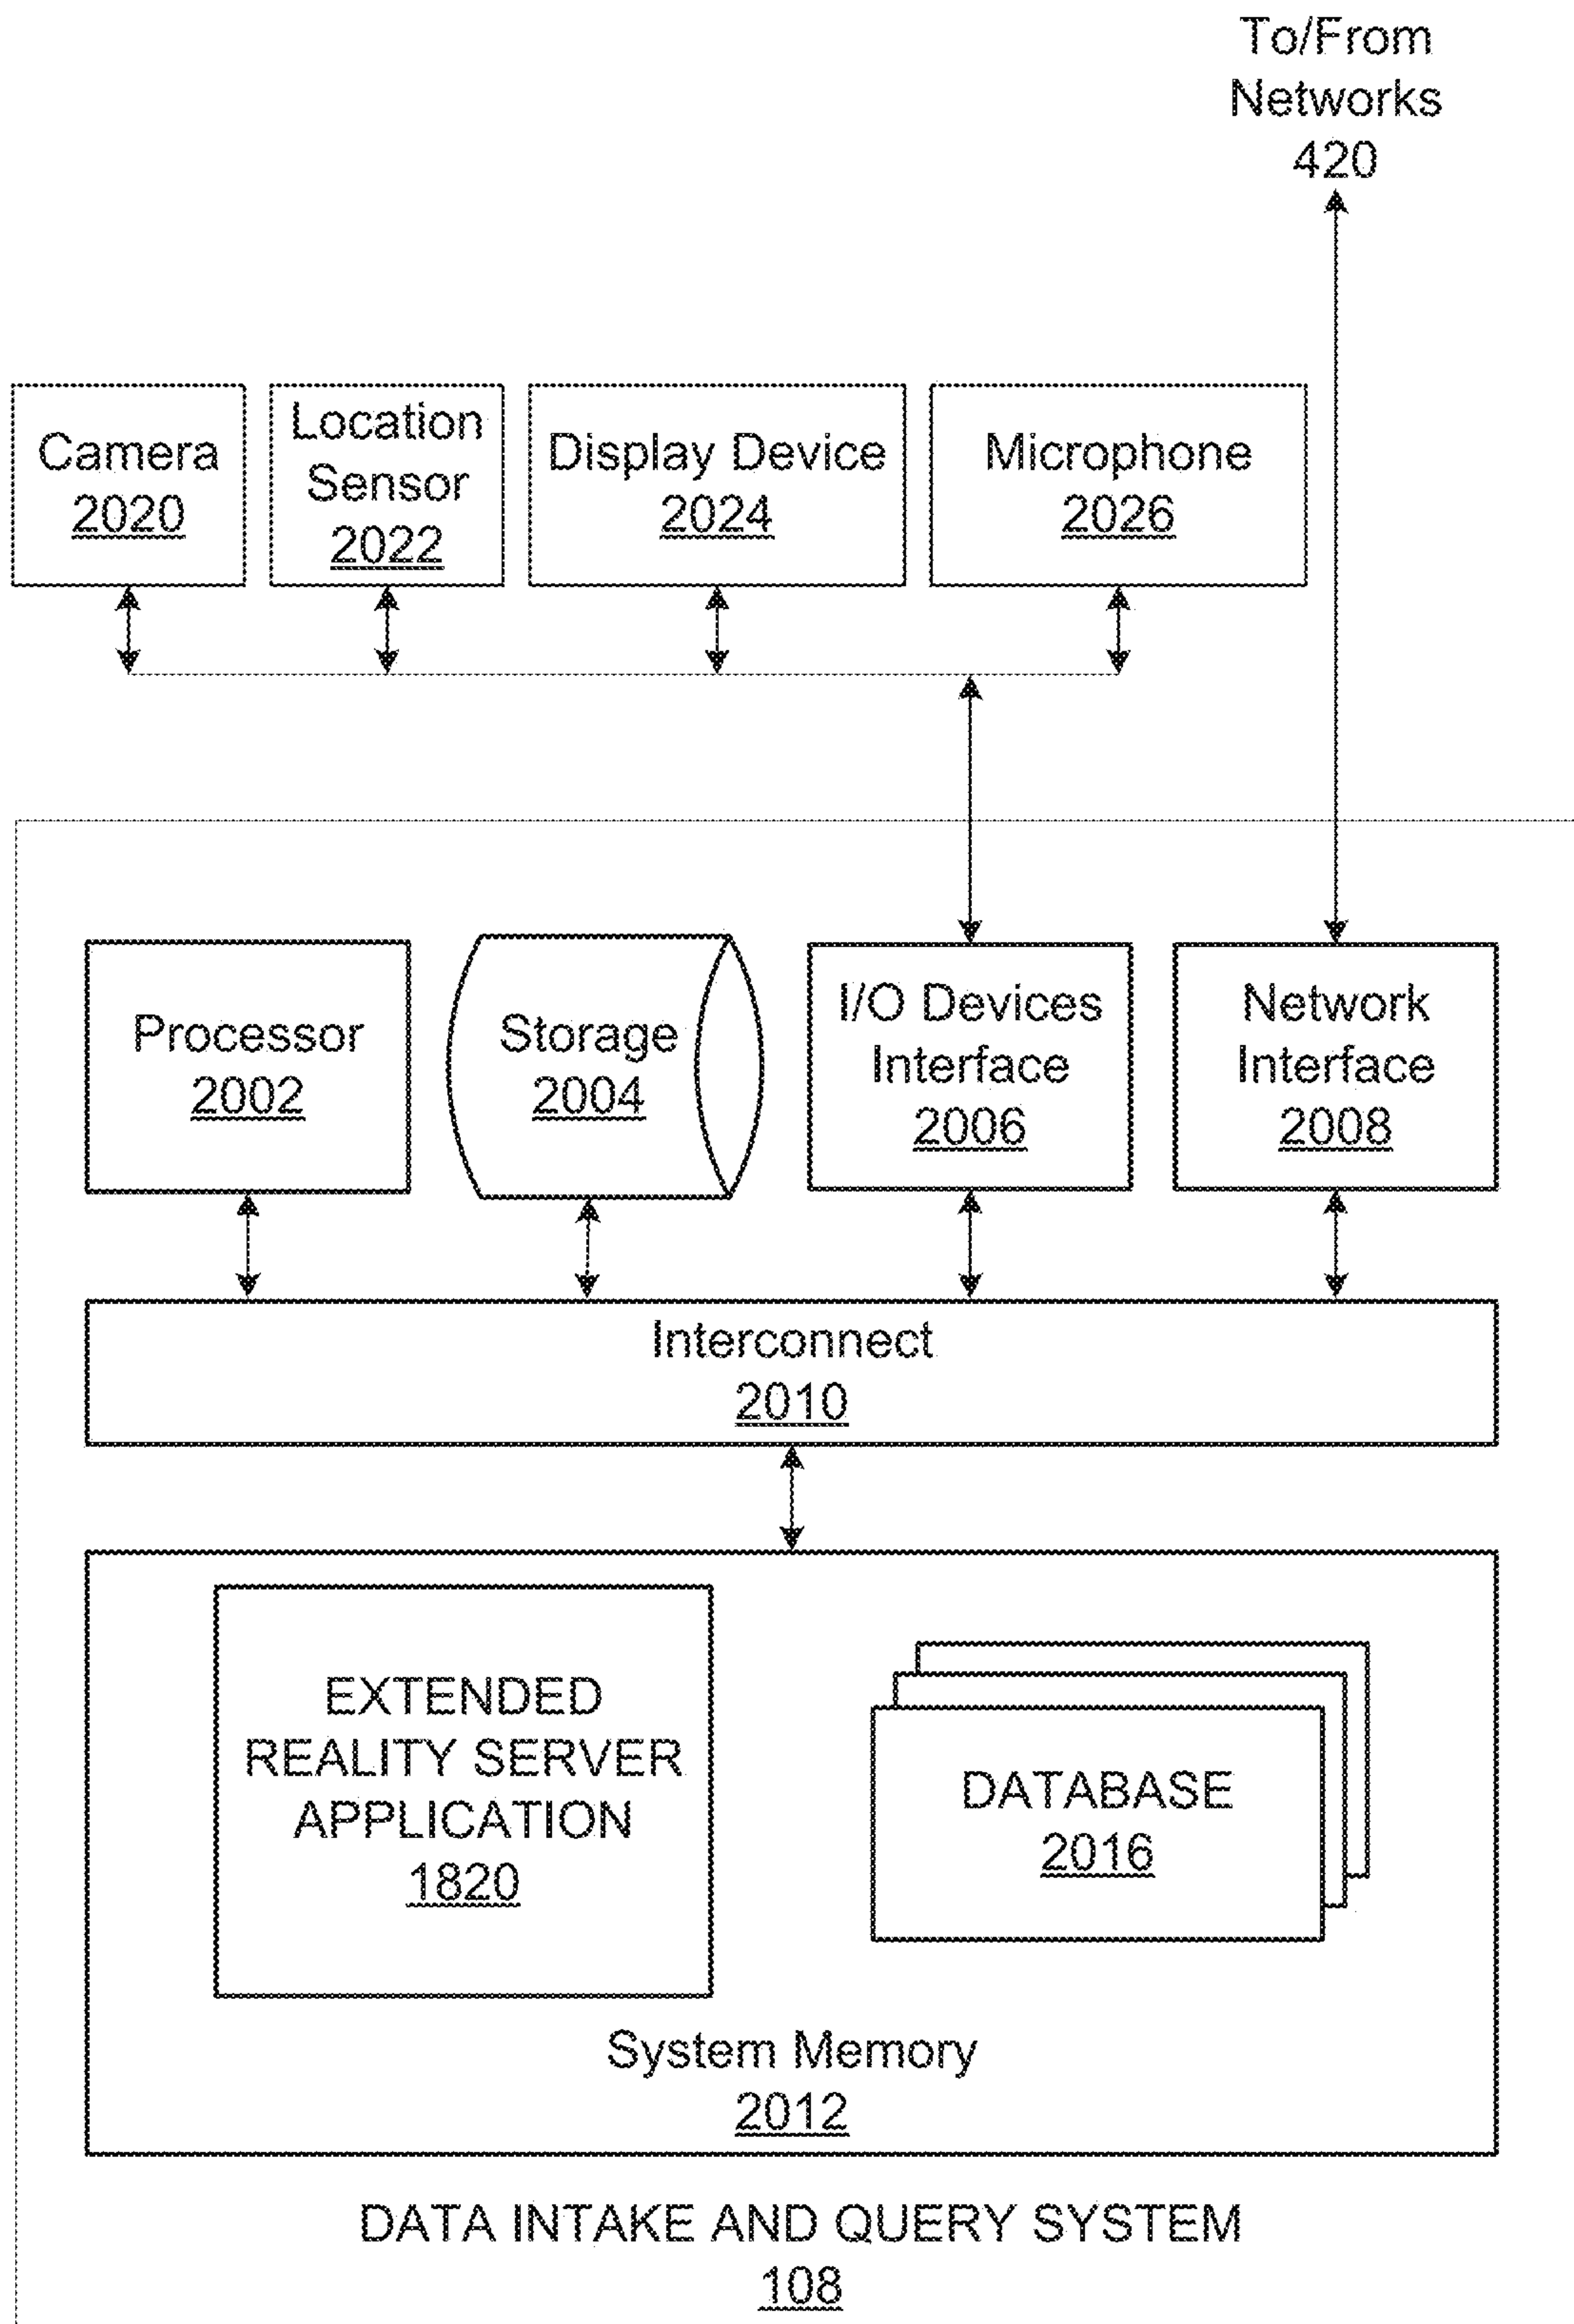 To/From
Networks
420
Camera
2020
Location
Sensor
2022
Display Device
2024
Microphone
2026
Processor
2002
Storage
2004
I/O Devices
Interface
2006
Network
Interface
2008
Interconnect
2010
EXTENDED
REALITY SERVER
APPLICATION
1820
DATABASE
2016
System Memory
2012
DATA INTAKE AND QUERY SYSTEM
108